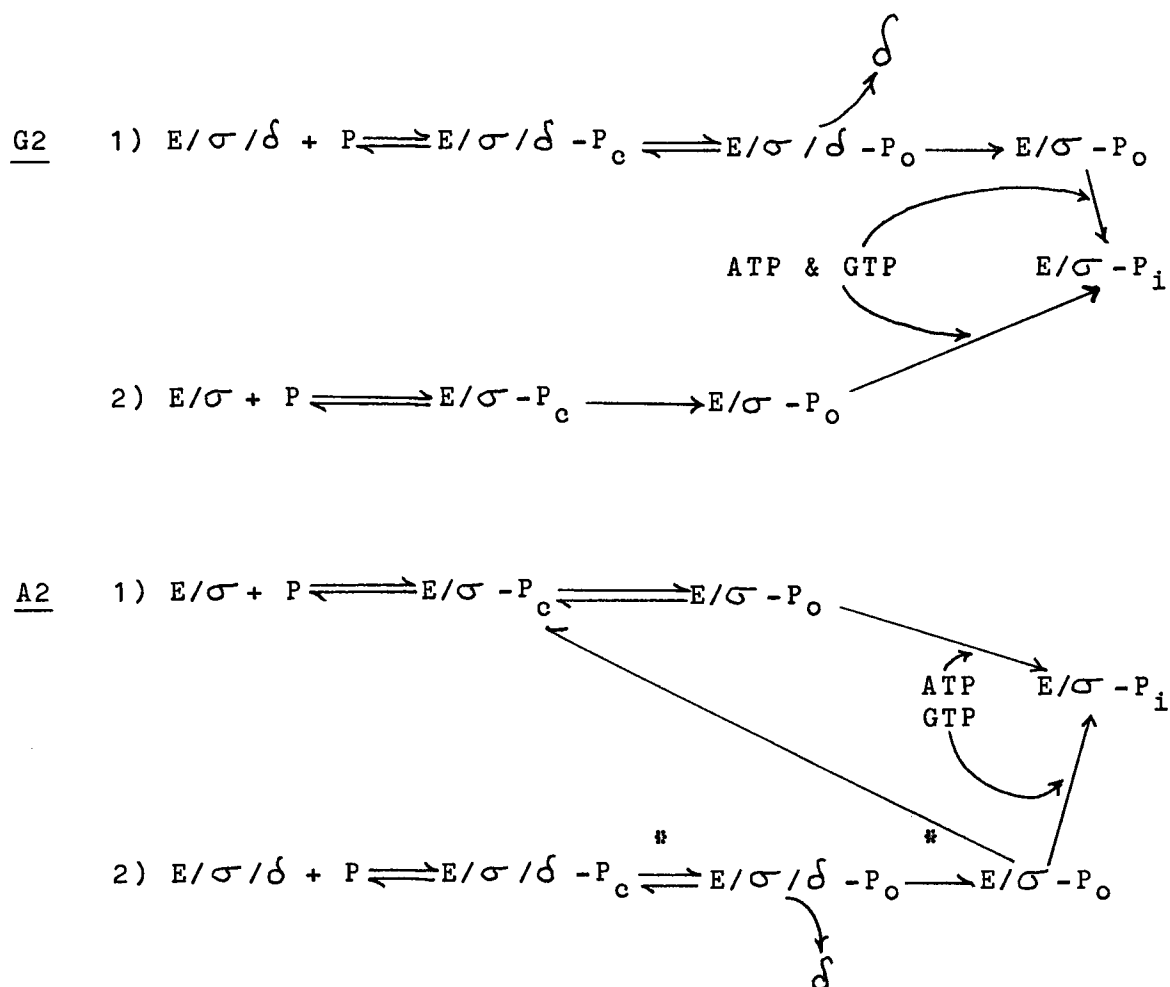 δ
G2 1) E/σ/δ + P ⇌ E/σ/δ -Pc ⇌ E/σ/δ -Po → E/σ -Po
ATP & GTP E/σ -Pi
2) E/σ + P ⇌ E/σ -Pc → E/σ -Po
A2 1) E/σ + P ⇌ E/σ -Pc ⇌ E/σ -Po
ATP E/σ -Pi
GTP
* *
2) E/σ/δ + P ⇌ E/σ/δ -Pc ⇌ E/σ/δ -Po → E/σ -Po
δ